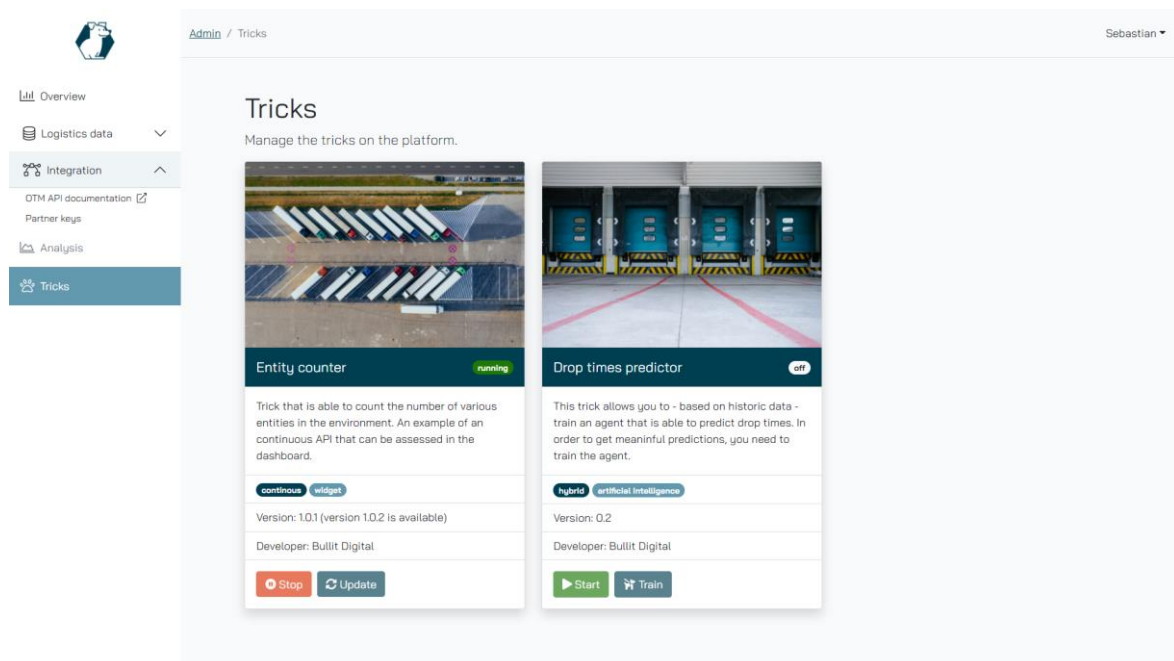 Admin / Tricks
Sebastian
Overview
Logistics data
Integration
OTM API documentation
Partner keys
Analysis
Tricks
Tricks
Manage the tricks on the platform.
Entity counter
running
Trick that is able to count the number of various
entities in the environment. An example of an
continuous API that can be assessed in the
dashboard.
continous widget
Version: 1.0.1 (version 1.0.2 is available)
Developer: Bullit Digital
Stop Update
Drop times predictor
off
This trick allows you to - based on historic data -
train an agent that is able to predict drop times. In
order to get meaninful predictions, you need to
train the agent.
hybrid artificial intelligence
Version: 0.2
Developer: Bullit Digital
Start Train